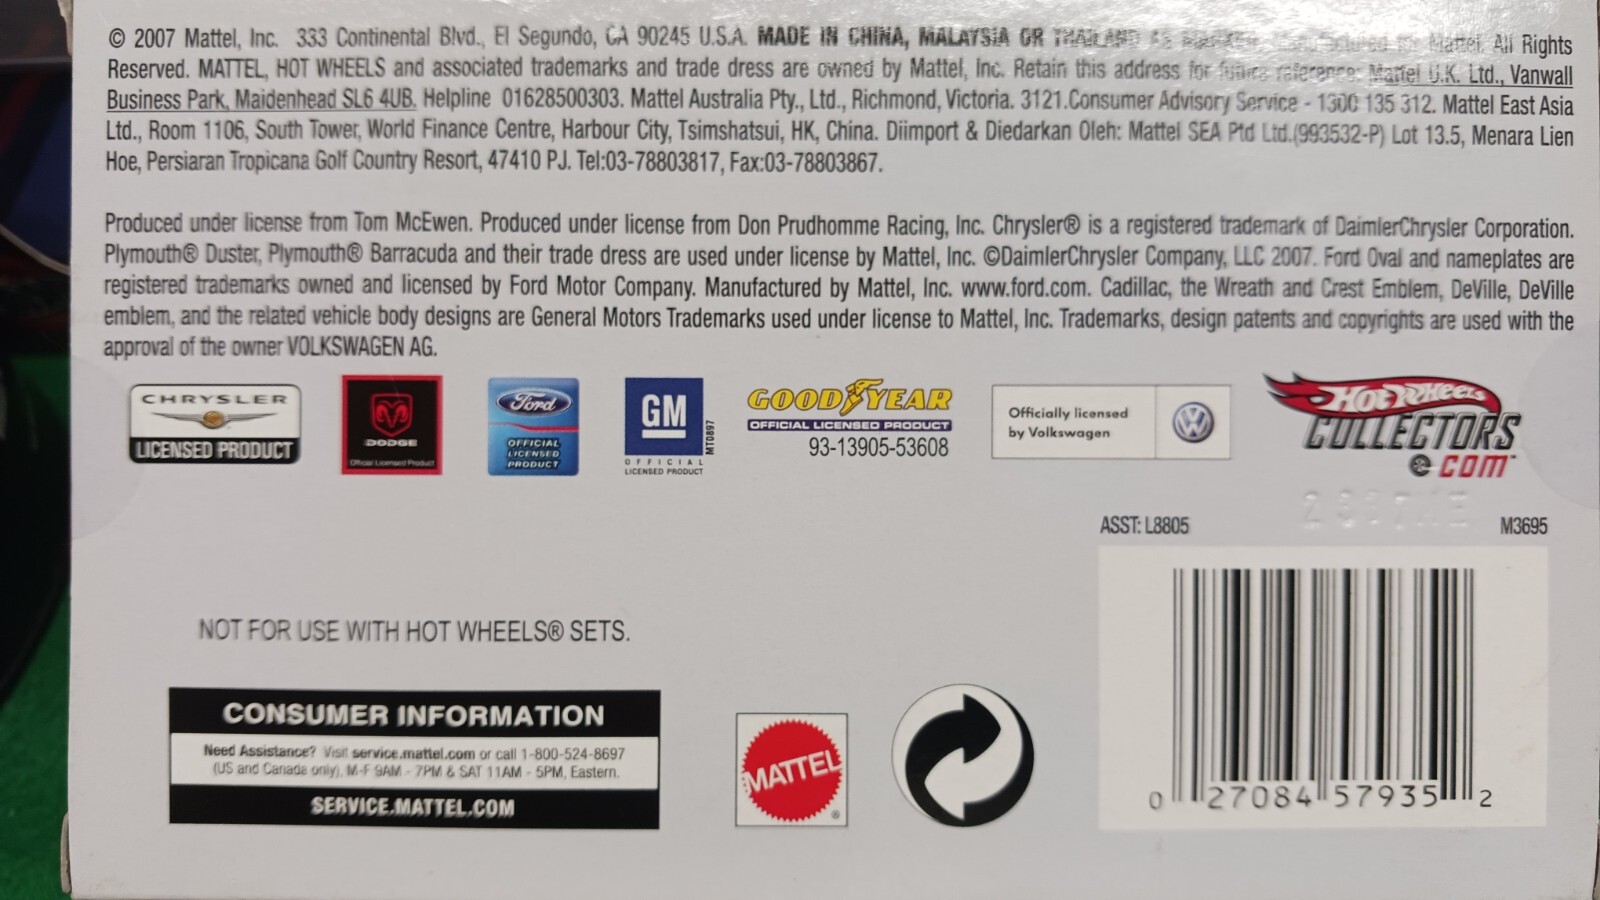 © 2007 Mattel, Inc. 333 Continental Blvd., El Segundo, CA 90245 U.S.A. MADE IN CHINA, MALAYSIA OR THAILAND AS Mattel. All Rights
Reserved. MATTEL, HOT WHEELS and associated trademarks and trade dress are owned by Mattel, Inc. Retain this address for future reference: Mattel U.K. Ltd., Vanwall
Business Park, Maidenhead SL6 4UB. Helpline 01628500303. Mattel Australia Pty., Ltd., Richmond, Victoria. 3121.Consumer Advisory Service - 1300 135 312. Mattel East Asia
Ltd., Room 1106, South Tower, World Finance Centre, Harbour City, Tsimshatsui, HK, China. Diimport & Diedarkan Oleh: Mattel SEA Ptd Ltd.(993532-P) Lot 13.5, Menara Lien
Hoe, Persiaran Tropicana Golf Country Resort, 47410 PJ. Tel:03-78803817, Fax:03-78803867.
Produced under license from Tom McEwen. Produced under license from Don Prudhomme Racing, Inc. Chrysler® is a registered trademark of DaimlerChrysler Corporation.
Plymouth® Duster, Plymouth® Barracuda and their trade dress are used under license by Mattel, Inc. ©DaimlerChrysler Company, LLC 2007. Ford Oval and nameplates are
registered trademarks owned and licensed by Ford Motor Company. Manufactured by Mattel, Inc. www.ford.com. Cadillac, the Wreath and Crest Emblem, DeVille, DeVille
emblem, and the related vehicle body designs are General Motors Trademarks used under license to Mattel, Inc. Trademarks, design patents and copyrights are used with the
approval of the owner VOLKSWAGEN AG.
CHRYSLER
LICENSED PRODUCT
DODGE
Official Licensed Product
Ford
OFFICIAL
LICENSED
PRODUCT
GM
MT0897
OFFICIAL
LICENSED PRODUCT
GOODYEAR
OFFICIAL LICENSED PRODUCT
93-13905-53608
Officially licensed
by Volkswagen
Hot Wheels
COLLECTORS
.COM™
ASST: L8805
M3695
NOT FOR USE WITH HOT WHEELS® SETS.
CONSUMER INFORMATION
Need Assistance? Visit service.mattel.com or call 1-800-524-8697
(US and Canada only), M-F 9AM - 7PM & SAT 11AM - 5PM, Eastern.
SERVICE.MATTEL.COM
MATTEL®
0 27084 57935 2